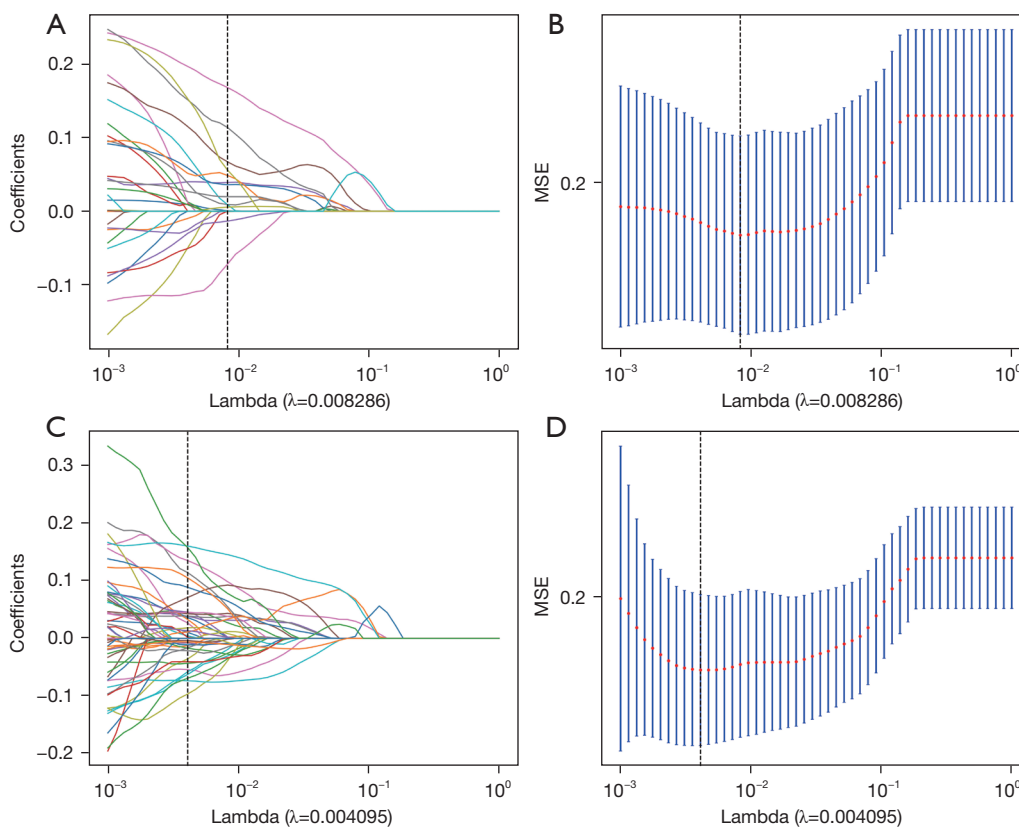 A
Coefficients
0.2
0.1
0.0
−0.1
10⁻³ 10⁻² 10⁻¹ 10⁰
Lambda (λ=0.008286)
B
MSE
0.2
10⁻³ 10⁻² 10⁻¹ 10⁰
Lambda (λ=0.008286)
C
Coefficients
0.3
0.2
0.1
0.0
−0.1
−0.2
10⁻³ 10⁻² 10⁻¹ 10⁰
Lambda (λ=0.004095)
D
MSE
0.2
10⁻³ 10⁻² 10⁻¹ 10⁰
Lambda (λ=0.004095)